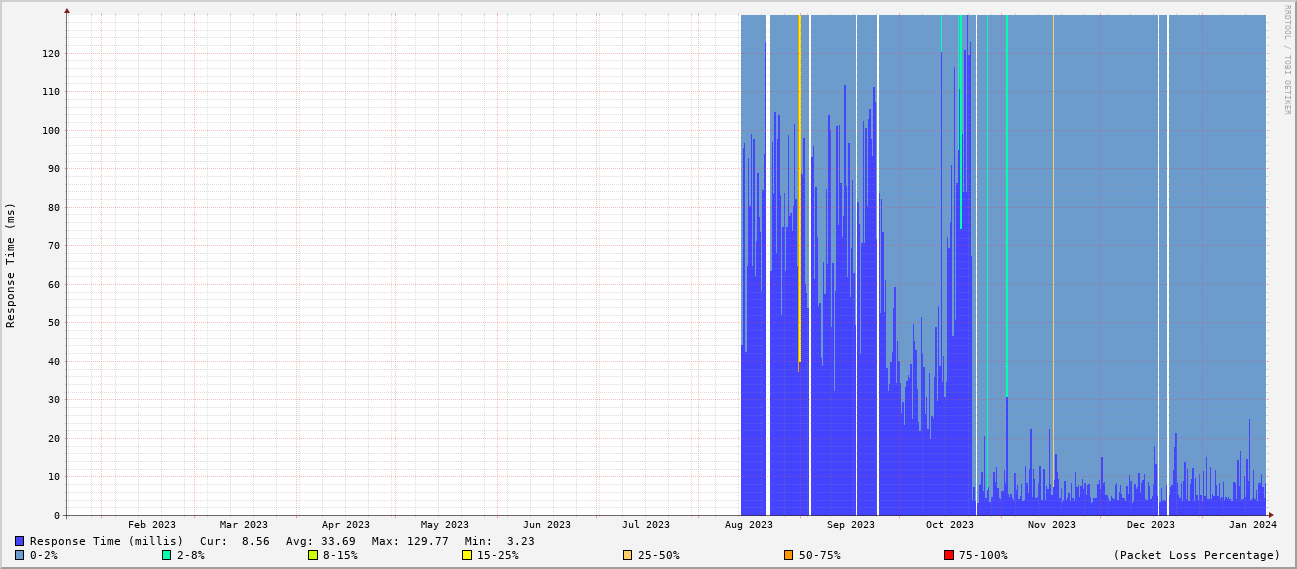 RRDTOOL / TOBI OETIKER
Response Time (ms)
120
110
100
90
80
70
60
50
40
30
20
10
0
Feb 2023 Mar 2023 Apr 2023 May 2023 Jun 2023 Jul 2023 Aug 2023 Sep 2023 Oct 2023 Nov 2023 Dec 2023 Jan 2024
Response Time (millis) Cur: 8.56 Avg: 33.69 Max: 129.77 Min: 3.23
0-2% 2-8% 8-15% 15-25% 25-50% 50-75% 75-100% (Packet Loss Percentage)